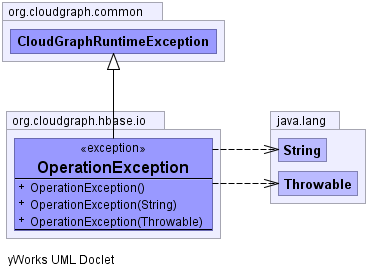 org.cloudgraph.common
CloudGraphRuntimeException
org.cloudgraph.hbase.io
java.lang
«exception»
OperationException
+ OperationException()
+ OperationException(String)
+ OperationException(Throwable)
String
Throwable
yWorks UML Doclet